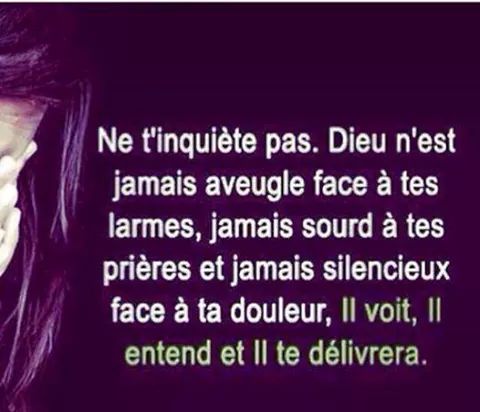 Ne t'inquiète pas. Dieu n'est
jamais aveugle face à tes
larmes, jamais sourd à tes
prières et jamais silencieux
face à ta douleur, Il voit, Il
entend et Il te délivrera.